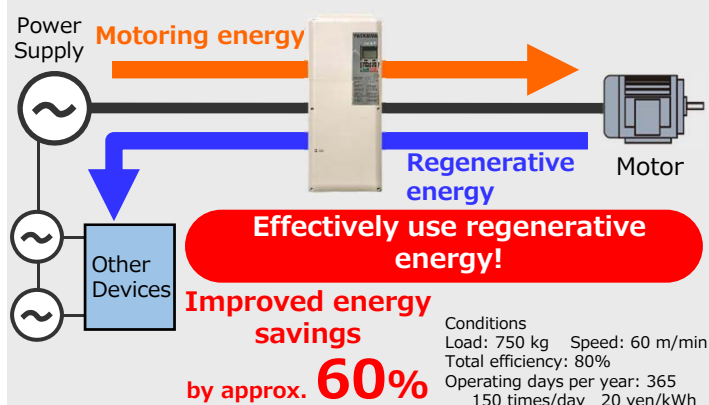 Power
Supply
Motoring energy
YASKAWA
Regenerative
energy
Motor
Effectively use regenerative
energy!
Other
Devices
Improved energy
savings
by approx. 60%
Conditions
Load: 750 kg Speed: 60 m/min
Total efficiency: 80%
Operating days per year: 365
150 times/day 20 yen/kWh